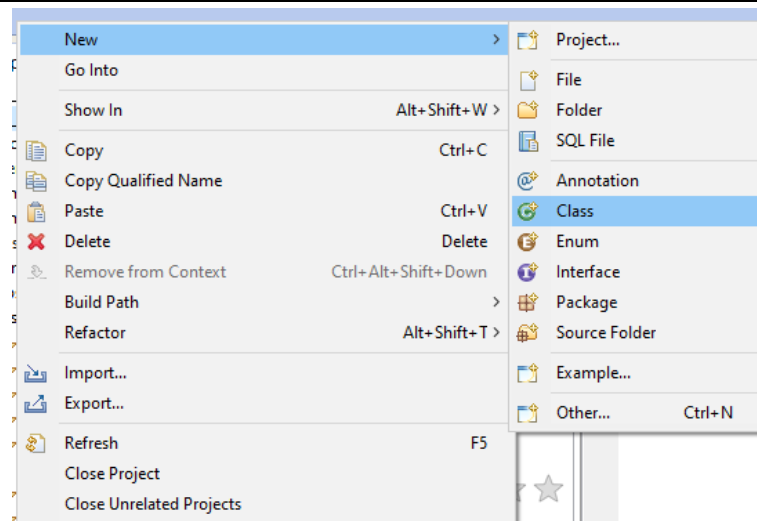 New
Go Into
Show In Alt+Shift+W
Copy Ctrl+C
Copy Qualified Name
Paste Ctrl+V
Delete Delete
Remove from Context Ctrl+Alt+Shift+Down
Build Path
Refactor Alt+Shift+T
Import...
Export...
Refresh F5
Close Project
Close Unrelated Projects
Project...
File
Folder
SQL File
Annotation
Class
Enum
Interface
Package
Source Folder
Example...
Other... Ctrl+N